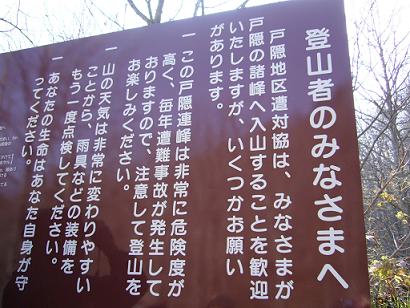 登山者のみなさまへ
戸隠地区遭対協は、みなさまが
戸隠の諸峰へ入山することを歓迎
いたしますが、いくつかお願い
があります。
一 この戸隠連峰は非常に危険度が
高く、毎年遭難事故が発生して
おりますので、注意して登山を
お楽しみください。
一 山の天気は非常に変わりやすい
ことから、雨具などの装備を
もう一度点検してください。
一 あなたの生命はあなた自身が守
ってください。